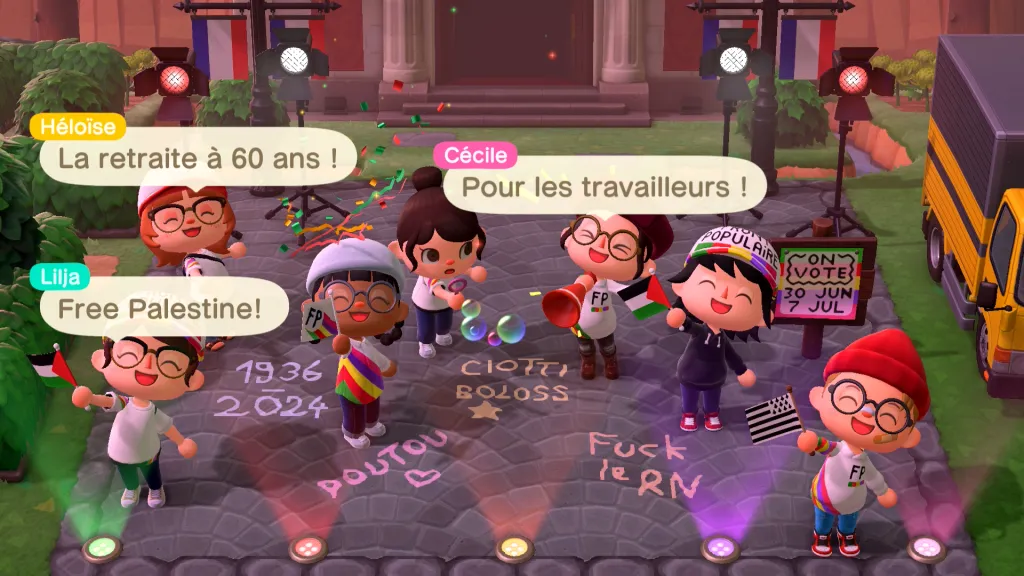 Héloïse
La retraite à 60 ans !
Cécile
Pour les travailleurs !
POPULAIRE
ON
VOTE
30 JUN
7 JUL
Lilja
Free Palestine!
FP
FP
1936
2024
CIOTTI
BOLOSS
POUTOU
Fuck
le RN
FP